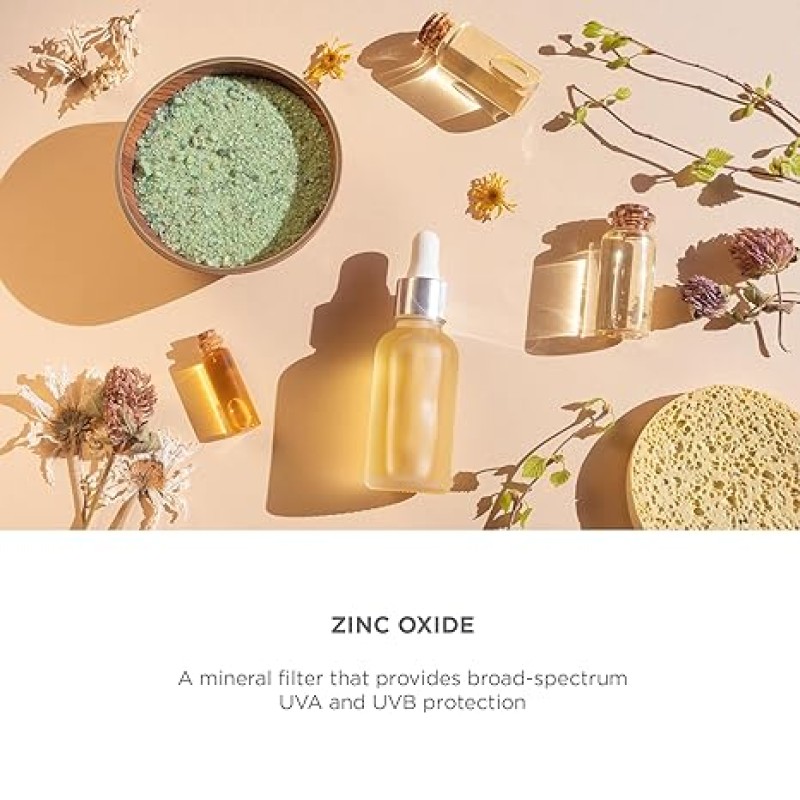 ZINC OXIDE
A mineral filter that provides broad-spectrum
UVA and UVB protection